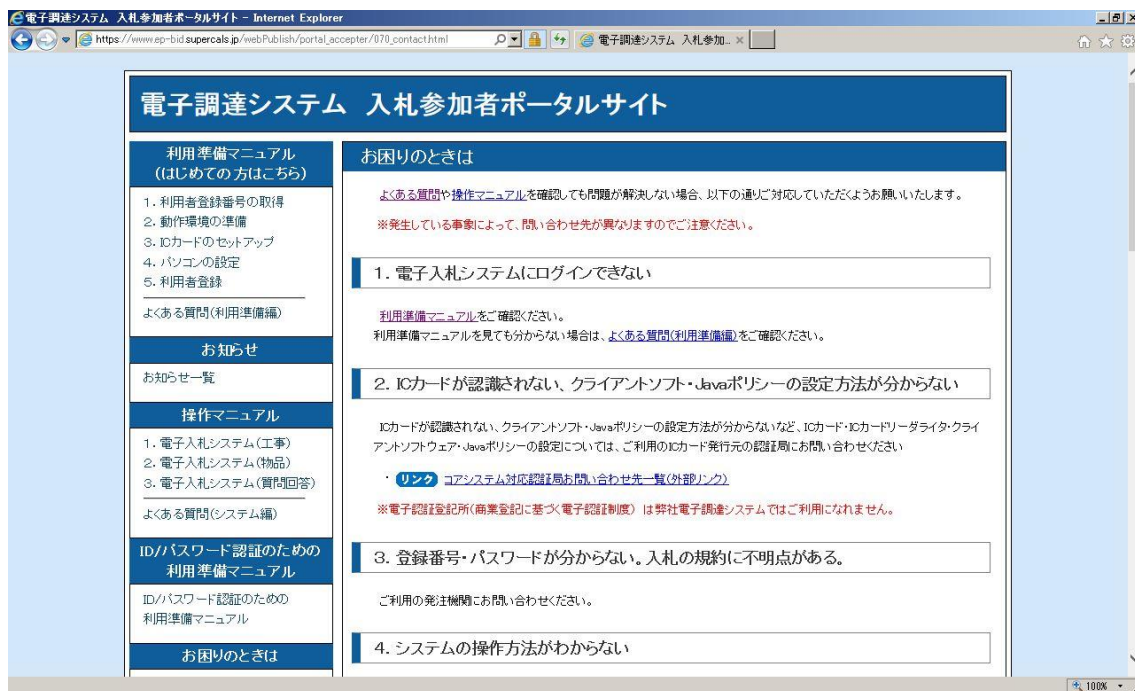 電子調達システム 入札参加者ポータルサイト - Internet Explorer
https://www.ep-bid.supercals.jp/webPublish/portal_accepter/070_contact.html
電子調達システム 入札参加...
電子調達システム 入札参加者ポータルサイト
利用準備マニュアル
(はじめての方はこちら)
1. 利用者登録番号の取得
2. 動作環境の準備
3. ICカードのセットアップ
4. パソコンの設定
5. 利用者登録
よくある質問(利用準備編)
お知らせ
お知らせ一覧
操作マニュアル
1. 電子入札システム(工事)
2. 電子入札システム(物品)
3. 電子入札システム(質問回答)
よくある質問(システム編)
ID/パスワード認証のための
利用準備マニュアル
ID/パスワード認証のための
利用準備マニュアル
お困りのときは
お困りのときは
よくある質問や操作マニュアルを確認しても問題が解決しない場合、以下の通りご対応していただくようお願いいたします。
※発生している事象によって、問い合わせ先が異なりますのでご注意ください。
1. 電子入札システムにログインできない
利用準備マニュアルをご確認ください。
利用準備マニュアルを見ても分からない場合は、よくある質問(利用準備編)をご確認ください。
2. ICカードが認識されない、クライアントソフト・Javaポリシーの設定方法が分からない
ICカードが認識されない、クライアントソフト・Javaポリシーの設定方法が分からないなど、ICカード・ICカードリーダライタ・クライ
アントソフトウェア・Javaポリシーの設定については、ご利用のICカード発行元の認証局にお問い合わせください
・ リンク コアシステム対応認証局お問い合わせ先一覧(外部リンク)
※電子認証登記所(商業登記に基づく電子認証制度) は弊社電子調達システムではご利用になれません。
3. 登録番号・パスワードが分からない。入札の規約に不明点がある。
ご利用の発注機関にお問い合わせください。
4. システムの操作方法がわからない
100%